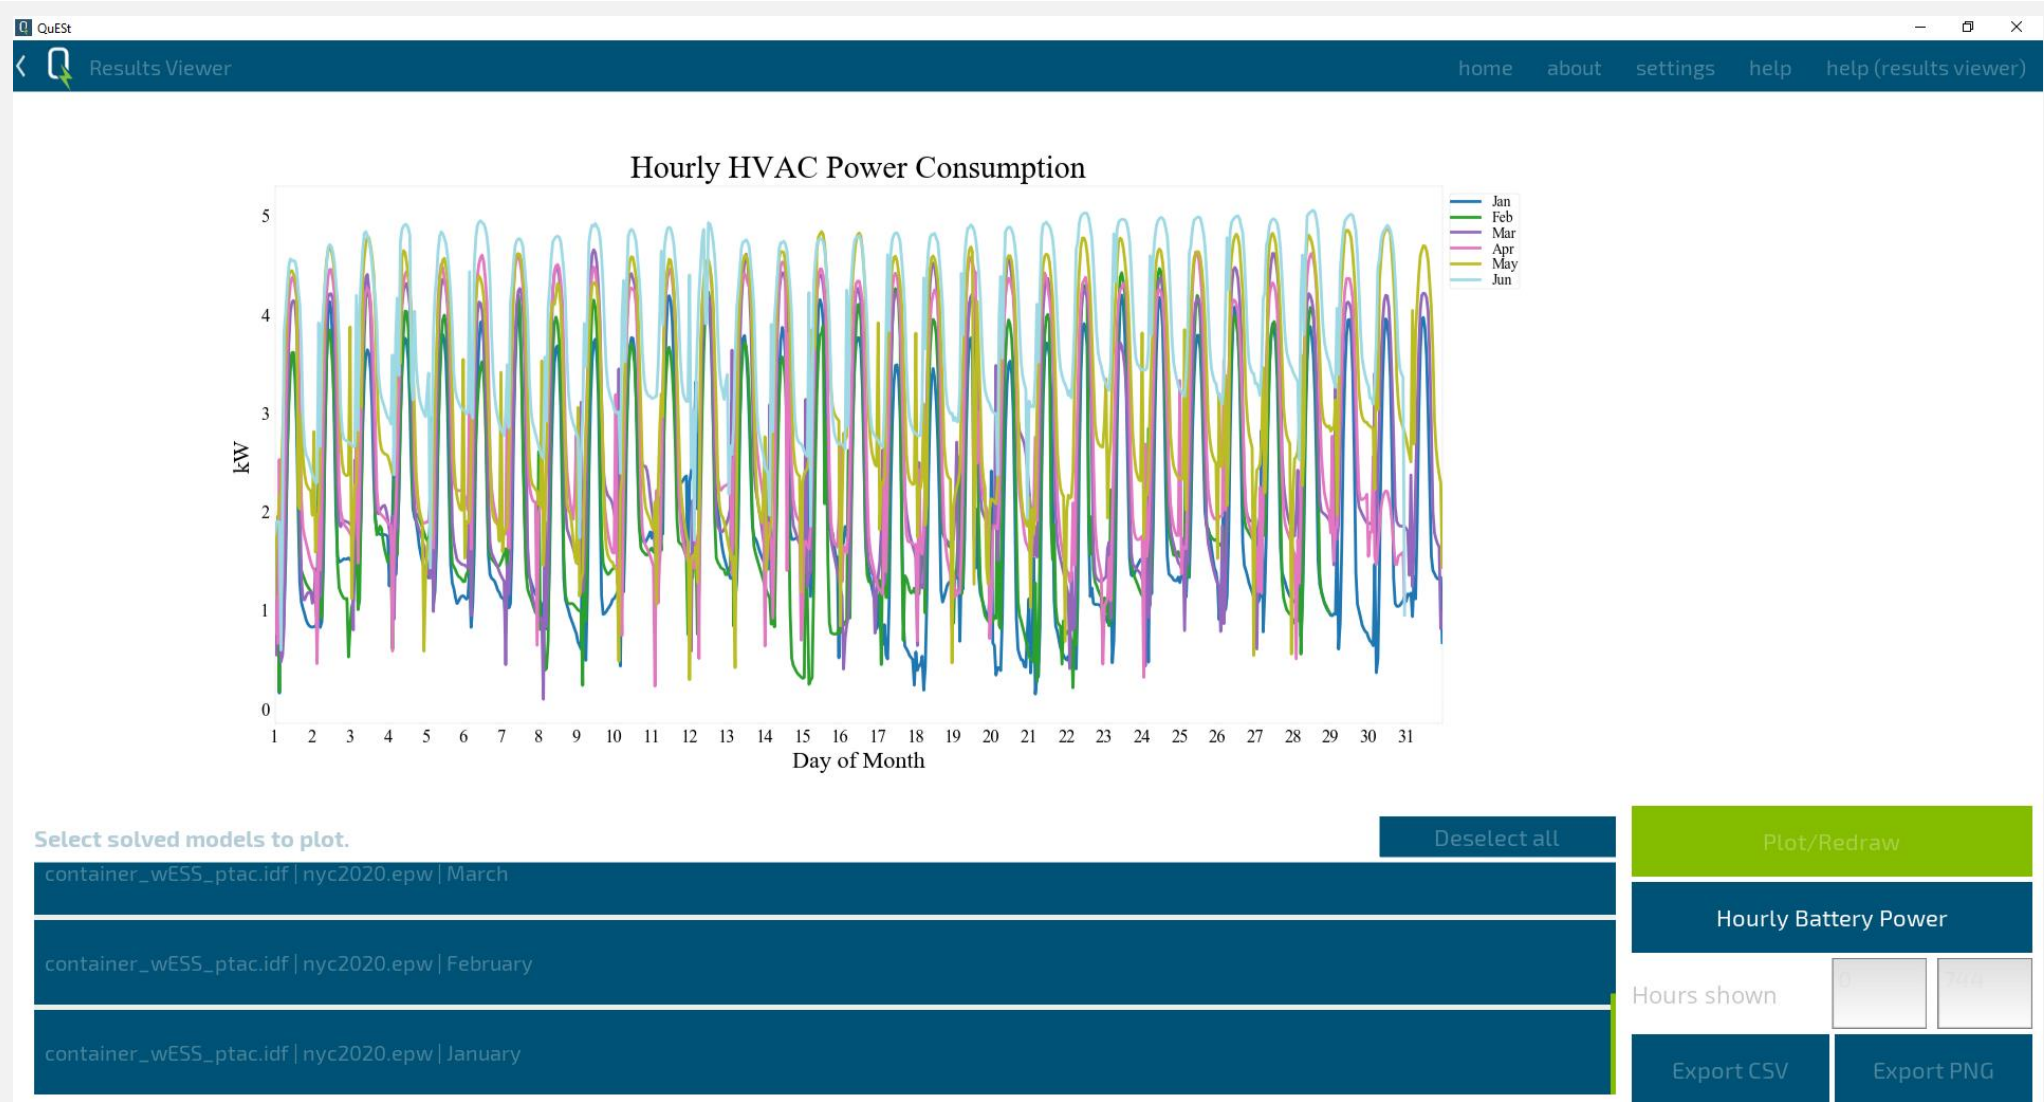 QuESt
Results Viewer home about settings help help (results viewer)
Hourly HVAC Power Consumption
Jan
Feb
Mar
Apr
May
Jun
5
4
3
2
1
0
kW
1 2 3 4 5 6 7 8 9 10 11 12 13 14 15 16 17 18 19 20 21 22 23 24 25 26 27 28 29 30 31
Day of Month
Select solved models to plot.
Deselect all
Plot/Redraw
container_wESS_ptac.idf | nyc2020.epw | March
Hourly Battery Power
container_wESS_ptac.idf | nyc2020.epw | February
Hours shown 0 744
container_wESS_ptac.idf | nyc2020.epw | January
Export CSV Export PNG